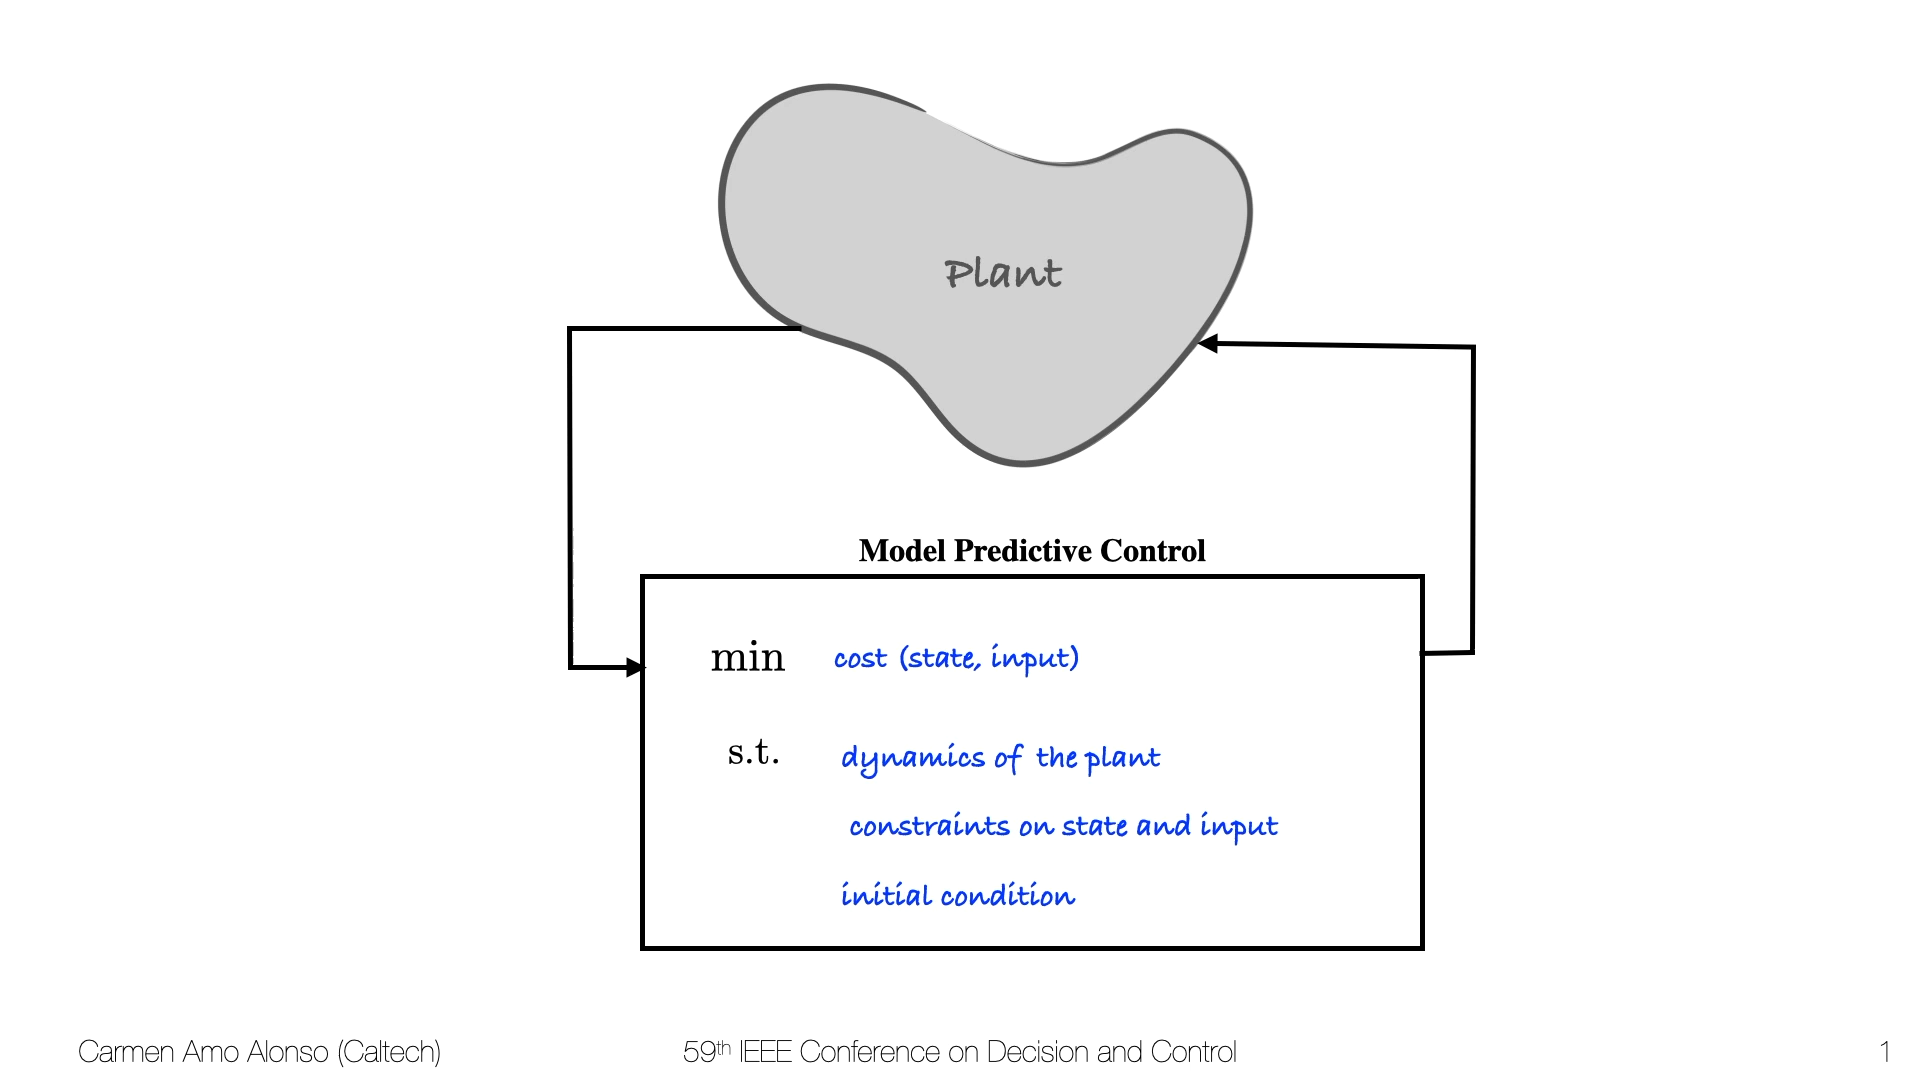 Plant
Model Predictive Control
min cost (state, input)
s.t. dynamics of the plant
constraints on state and input
initial condition
Carmen Amo Alonso (Caltech) 59th IEEE Conference on Decision and Control 1